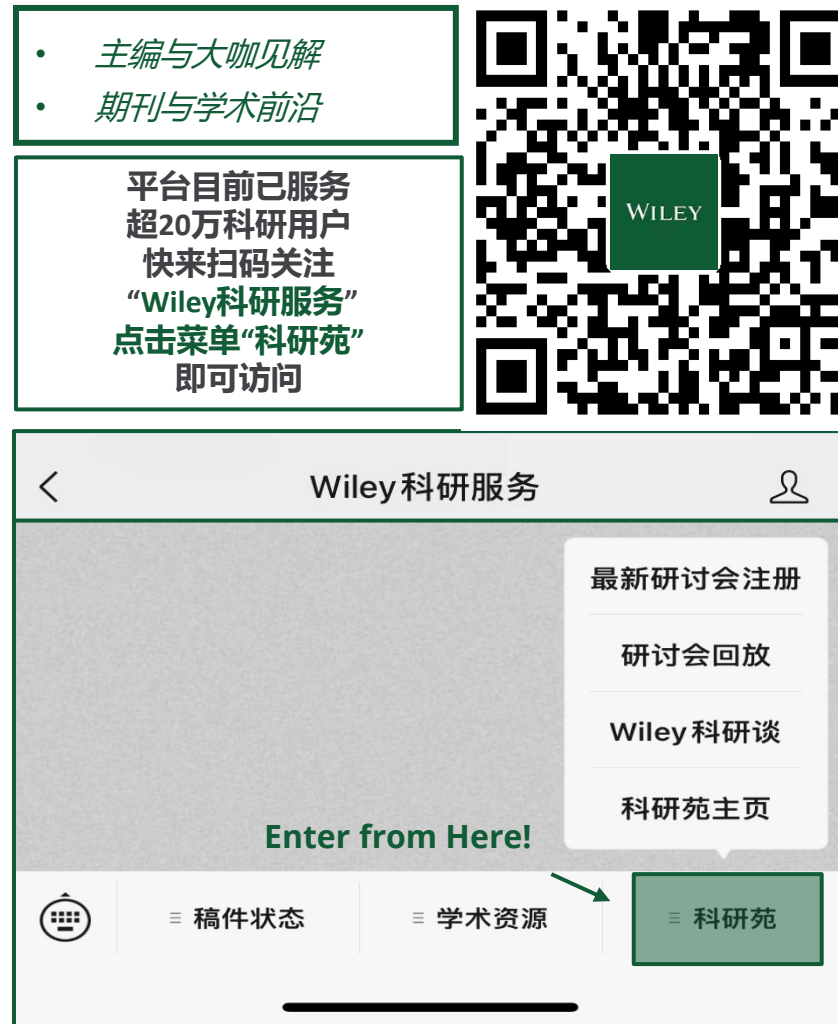 • 主编与大咖见解
• 期刊与学术前沿
WILEY
平台目前已服务
超20万科研用户
快来扫码关注
“Wiley科研服务”
点击菜单“科研苑”
即可访问
Wiley科研服务
最新研讨会注册
研讨会回放
Wiley科研谈
科研苑主页
Enter from Here!
稿件状态
学术资源
科研苑